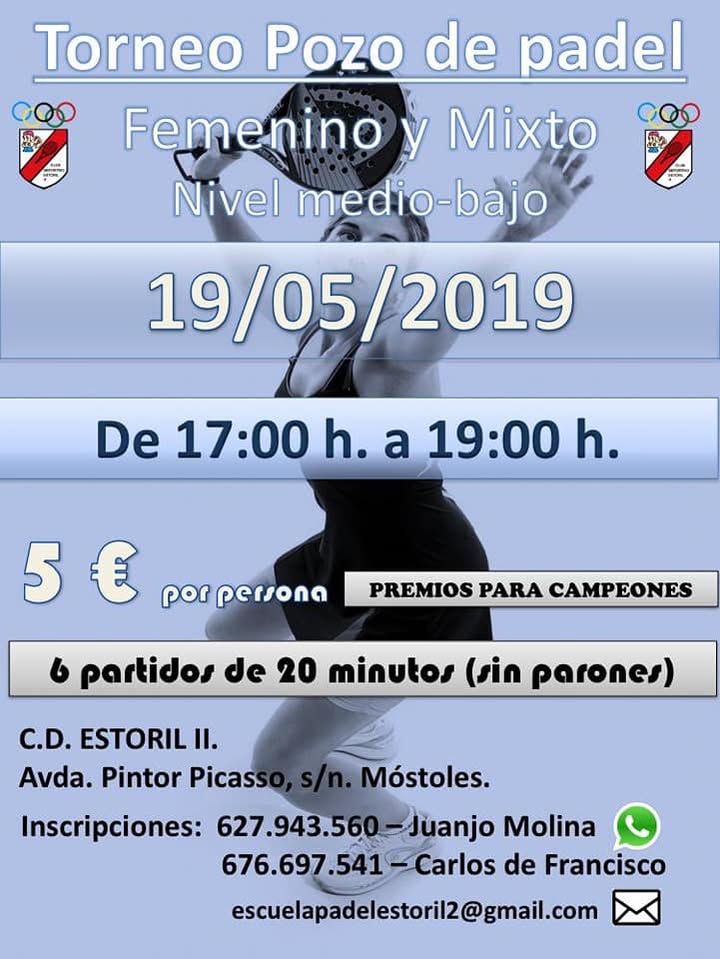 Torneo Pozo de padel
Femenino y Mixto
Nivel medio-bajo
19/05/2019
De 17:00 h. a 19:00 h.
5 € por persona
PREMIOS PARA CAMPEONES
6 partidos de 20 minutos (sin parones)
C.D. ESTORIL II.
Avda. Pintor Picasso, s/n. Móstoles.
Inscripciones: 627.943.560 – Juanjo Molina
676.697.541 – Carlos de Francisco
escuelapadelestoril2@gmail.com